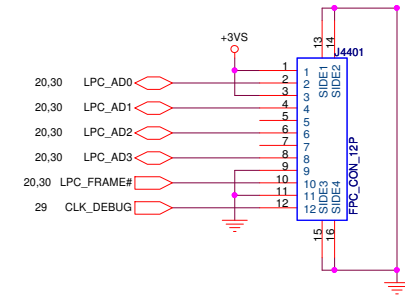 13
14
J4401
+3VS
SIDE1
SIDE2
1 1
20,30 LPC_AD0 2 2
3 3
20,30 LPC_AD1 4 4
5 5
20,30 LPC_AD2 6 6
7 7
20,30 LPC_AD3 8 8
9 9
20,30 LPC_FRAME# 10 10
11 11
29 CLK_DEBUG 12 12
SIDE3
SIDE4
FPC_CON_12P
15
16